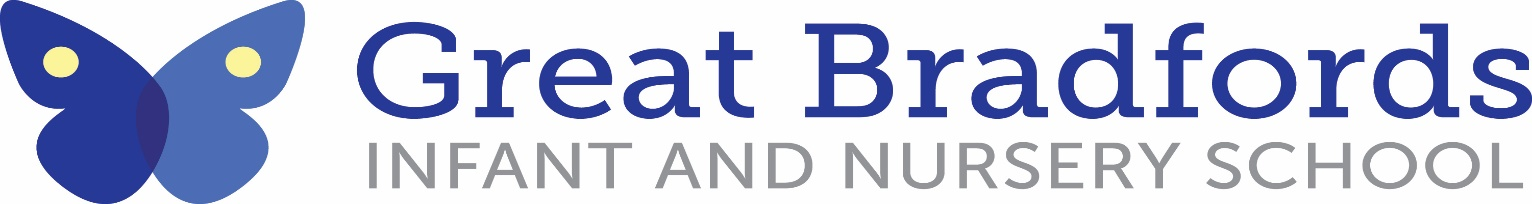 Great Bradfords
INFANT AND NURSERY SCHOOL